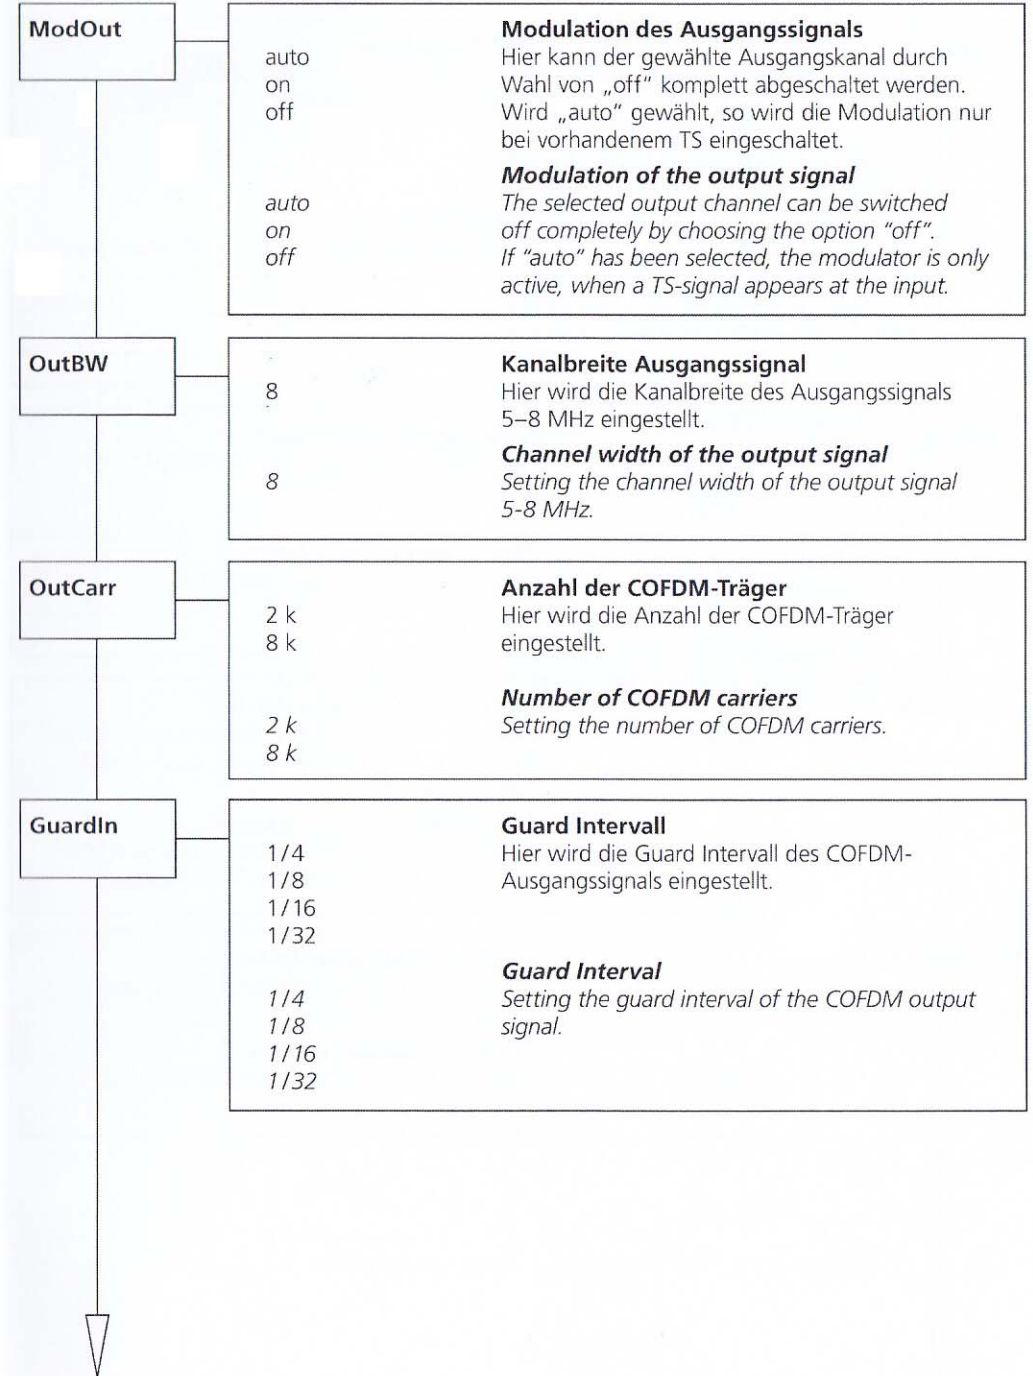 ModOut
Modulation des Ausgangssignals
auto Hier kann der gewählte Ausgangskanal durch
on Wahl von „off" komplett abgeschaltet werden.
off Wird „auto" gewählt, so wird die Modulation nur
bei vorhandenem TS eingeschaltet.
Modulation of the output signal
auto The selected output channel can be switched
on off completely by choosing the option "off".
off If "auto" has been selected, the modulator is only
active, when a TS-signal appears at the input.
OutBW
Kanalbreite Ausgangssignal
8 Hier wird die Kanalbreite des Ausgangssignals
5–8 MHz eingestellt.
Channel width of the output signal
8 Setting the channel width of the output signal
5-8 MHz.
OutCarr
Anzahl der COFDM-Träger
2 k Hier wird die Anzahl der COFDM-Träger
8 k eingestellt.
Number of COFDM carriers
2 k Setting the number of COFDM carriers.
8 k
GuardIn
Guard Intervall
1/4 Hier wird die Guard Intervall des COFDM-
1/8 Ausgangssignals eingestellt.
1/16
1/32
Guard Interval
1/4 Setting the guard interval of the COFDM output
1/8 signal.
1/16
1/32